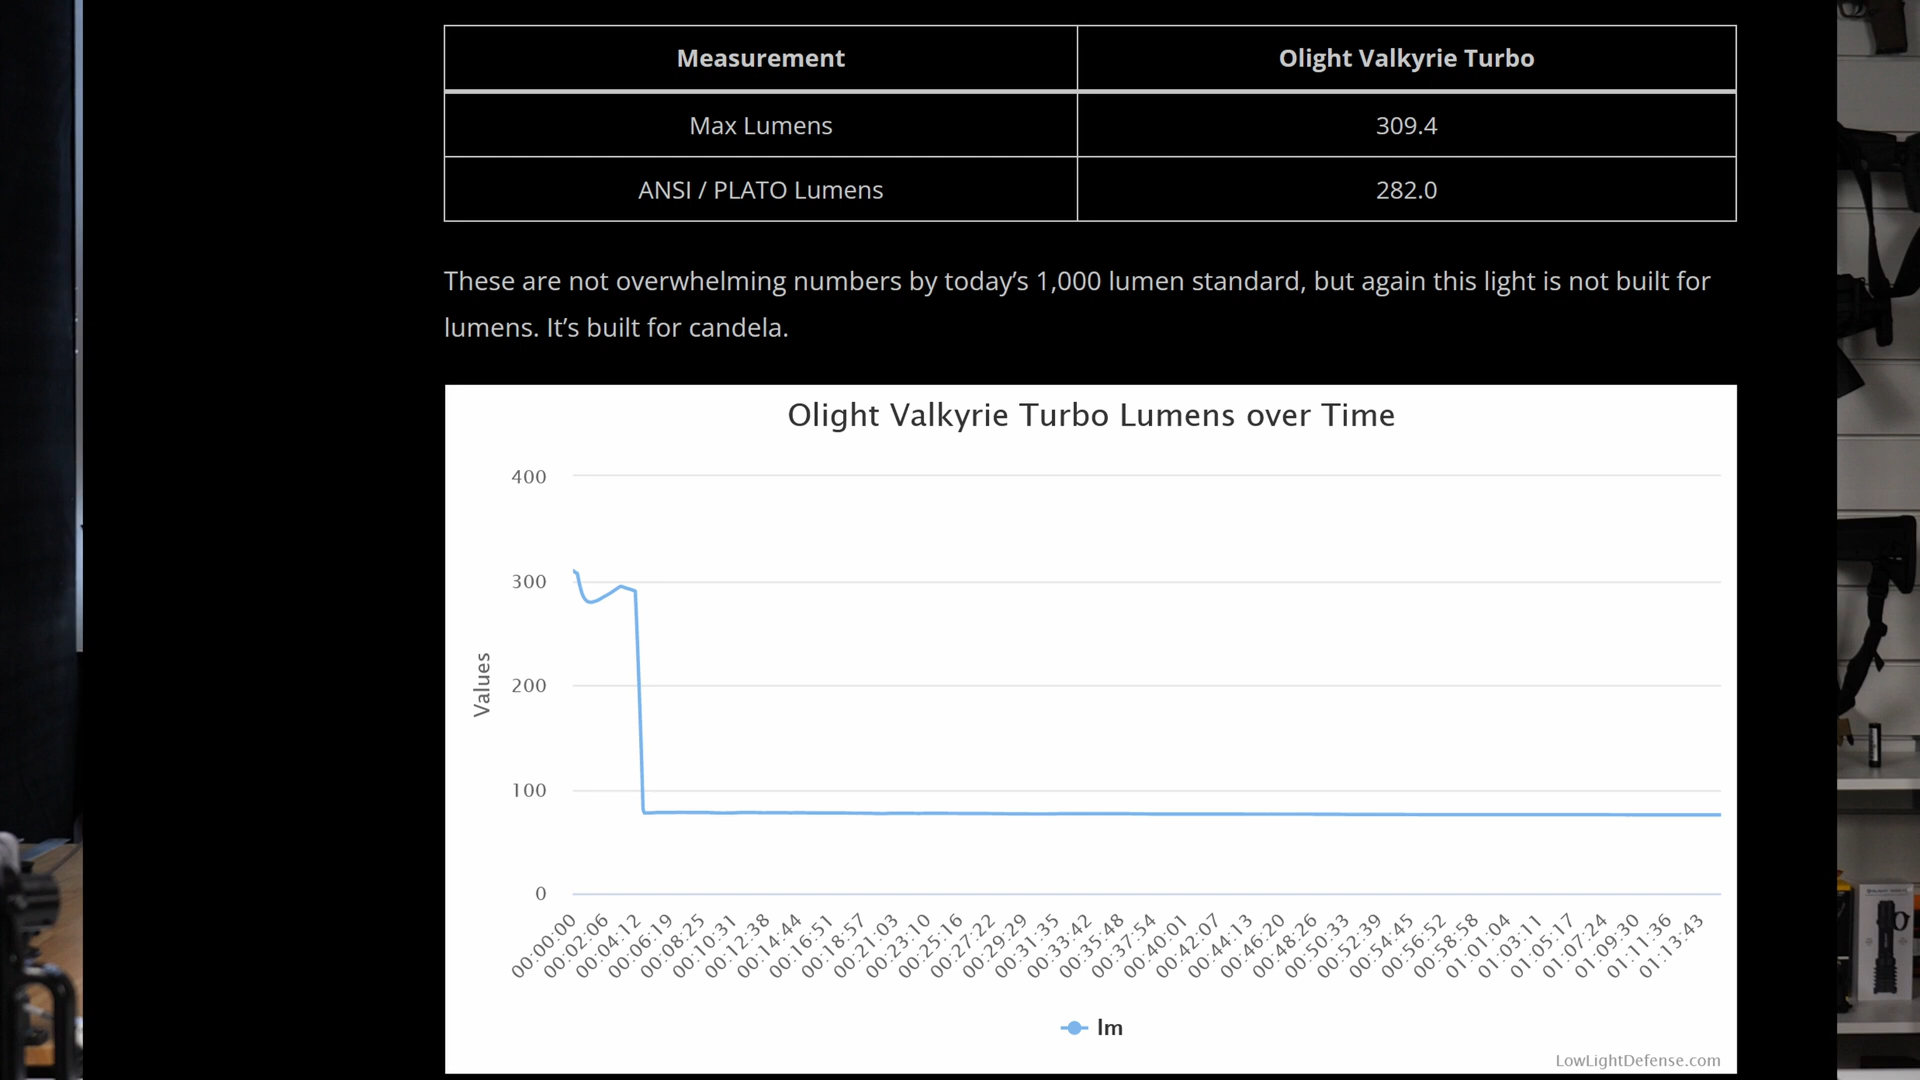 Measurement Olight Valkyrie Turbo
Max Lumens 309.4
ANSI / PLATO Lumens 282.0
These are not overwhelming numbers by today’s 1,000 lumen standard, but again this light is not built for
lumens. It’s built for candela.
Olight Valkyrie Turbo Lumens over Time
400
300
200
100
0
Values
00:00:00 00:02:06 00:04:12 00:06:19 00:08:25 00:10:31 00:12:38 00:14:44 00:16:51 00:18:57 00:21:03 00:23:10 00:25:16 00:27:22 00:29:29 00:31:35 00:33:42 00:35:48 00:37:54 00:40:01 00:42:07 00:44:13 00:46:20 00:48:26 00:50:33 00:52:39 00:54:45 00:56:52 00:58:58 01:01:04 01:03:11 01:05:17 01:07:24 01:09:30 01:11:36 01:13:43
lm
LowLightDefense.com